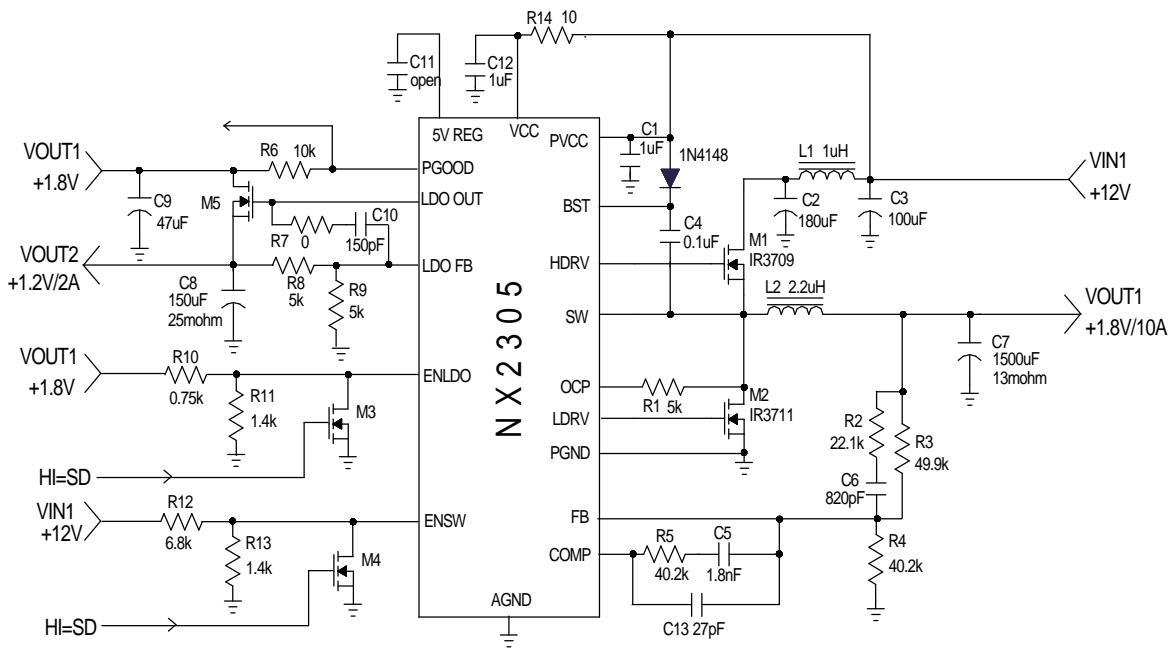 R14 10
C11
open
C12
1uF
5V REG
VCC
PVCC
C1
1uF
1N4148
L1 1uH
VIN1
+12V
VOUT1
+1.8V
R6 10k
PGOOD
C9
47uF
M5
LDO OUT
R7 0
C10
150pF
BST
C4
0.1uF
C2
180uF
C3
100uF
VOUT2
+1.2V/2A
LDO FB
C8
150uF
25mohm
R8
5k
R9
5k
HDRV
M1
IR3709
L2 2.2uH
SW
VOUT1
+1.8V/10A
C7
1500uF
13mohm
NX2305
VOUT1
+1.8V
R10
0.75k
ENLDO
R11
1.4k
M3
HI=SD
OCP
R1 5k
LDRV
M2
IR3711
PGND
R2
22.1k
R3
49.9k
C6
820pF
VIN1
+12V
R12
6.8k
ENSW
R13
1.4k
M4
HI=SD
FB
COMP
R5
40.2k
C5
1.8nF
R4
40.2k
C13 27pF
AGND